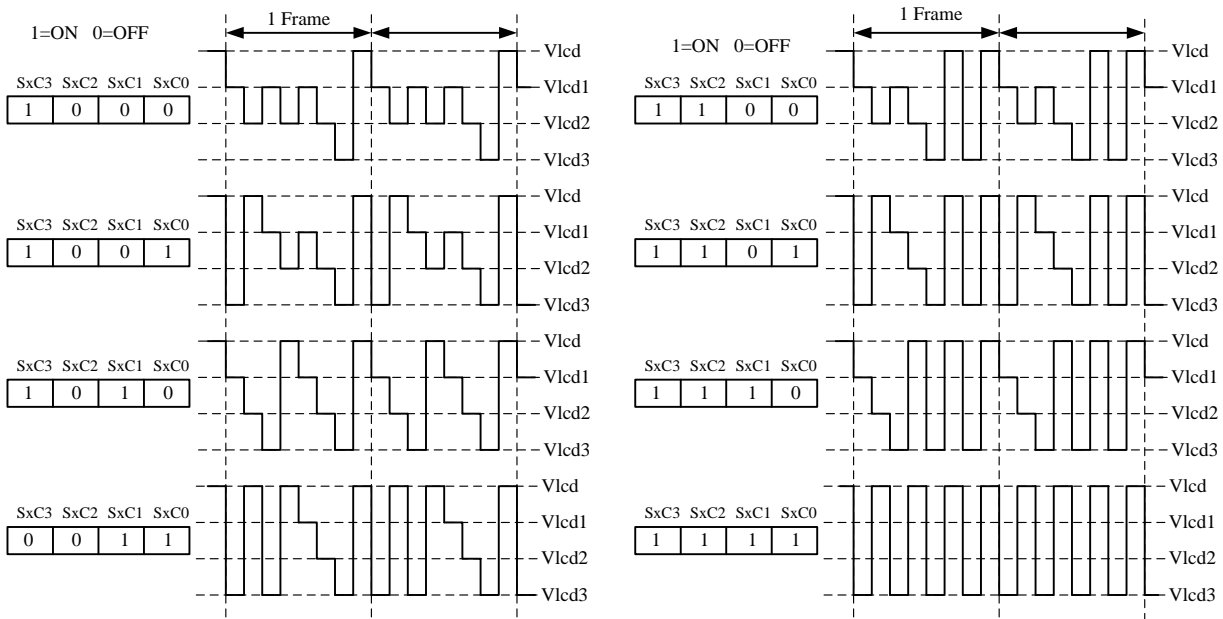 1 Frame
1=ON 0=OFF
Vlcd
SxC3 SxC2 SxC1 SxC0
Vlcd1
1 0 0 0
Vlcd2
Vlcd3
Vlcd
SxC3 SxC2 SxC1 SxC0
Vlcd1
1 0 0 1
Vlcd2
Vlcd3
Vlcd
SxC3 SxC2 SxC1 SxC0
Vlcd1
1 0 1 0
Vlcd2
Vlcd3
Vlcd
SxC3 SxC2 SxC1 SxC0
Vlcd1
0 0 1 1
Vlcd2
Vlcd3
1 Frame
1=ON 0=OFF
Vlcd
SxC3 SxC2 SxC1 SxC0
Vlcd1
1 1 0 0
Vlcd2
Vlcd3
Vlcd
SxC3 SxC2 SxC1 SxC0
Vlcd1
1 1 0 1
Vlcd2
Vlcd3
Vlcd
SxC3 SxC2 SxC1 SxC0
Vlcd1
1 1 1 0
Vlcd2
Vlcd3
Vlcd
SxC3 SxC2 SxC1 SxC0
Vlcd1
1 1 1 1
Vlcd2
Vlcd3